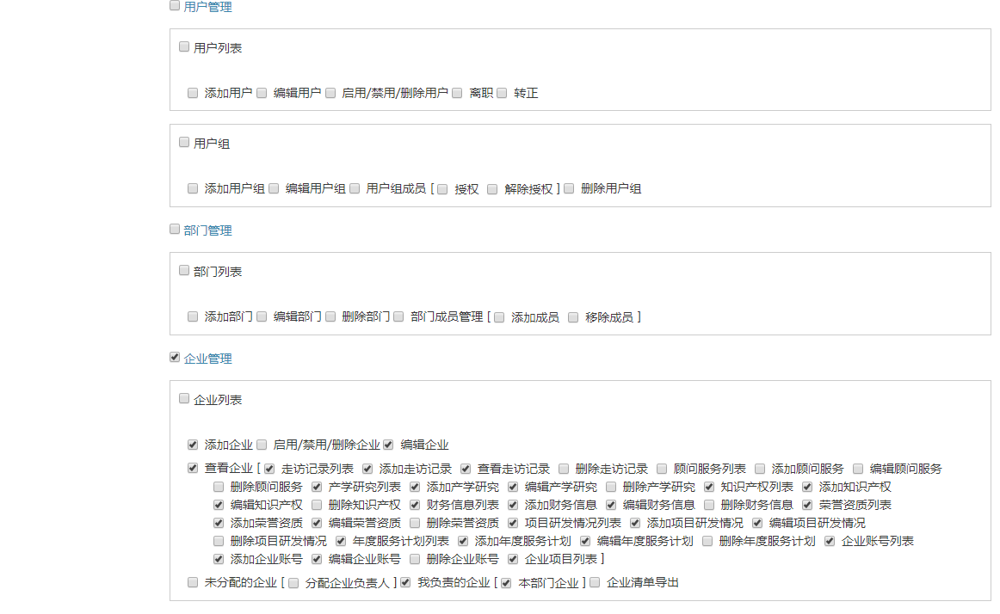 用户管理
用户列表
添加用户 编辑用户 启用/禁用/删除用户 离职 转正
用户组
添加用户组 编辑用户组 用户组成员 [ 授权 解除授权 ] 删除用户组
部门管理
部门列表
添加部门 编辑部门 删除部门 部门成员管理 [ 添加成员 移除成员 ]
企业管理
企业列表
添加企业 启用/禁用/删除企业 编辑企业
查看企业 [ 走访记录列表 添加走访记录 查看走访记录 删除走访记录 顾问服务列表 添加顾问服务 编辑顾问服务
删除顾问服务 产学研究列表 添加产学研究 编辑产学研究 删除产学研究 知识产权列表 添加知识产权
编辑知识产权 删除知识产权 财务信息列表 添加财务信息 编辑财务信息 删除财务信息 荣誉资质列表
添加荣誉资质 编辑荣誉资质 删除荣誉资质 项目研发情况列表 添加项目研发情况 编辑项目研发情况
删除项目研发情况 年度服务计划列表 添加年度服务计划 编辑年度服务计划 删除年度服务计划 企业账号列表
添加企业账号 编辑企业账号 删除企业账号 企业项目列表 ]
未分配的企业 [ 分配企业负责人 ] 我负责的企业 [ 本部门企业 ] 企业清单导出